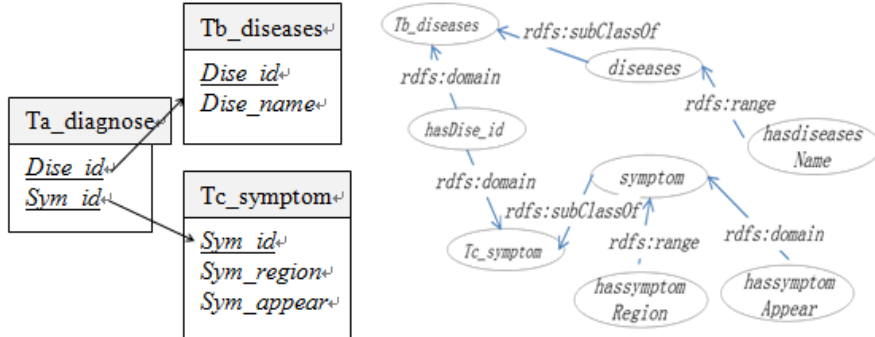 Tb_diseases
Dise_id
Dise_name
Ta_diagnose
Dise_id
Sym_id
Tc_symptom
Sym_id
Sym_region
Sym_appear
Tb_diseases
rdfs:subClassOf
diseases
rdfs:domain
rdfs:range
hasDise_id
hasdiseases
Name
rdfs:domain
symptom
rdfs:subClassOf
Tc_symptom
rdfs:range
rdfs:domain
hassymptom
Region
hassymptom
Appear